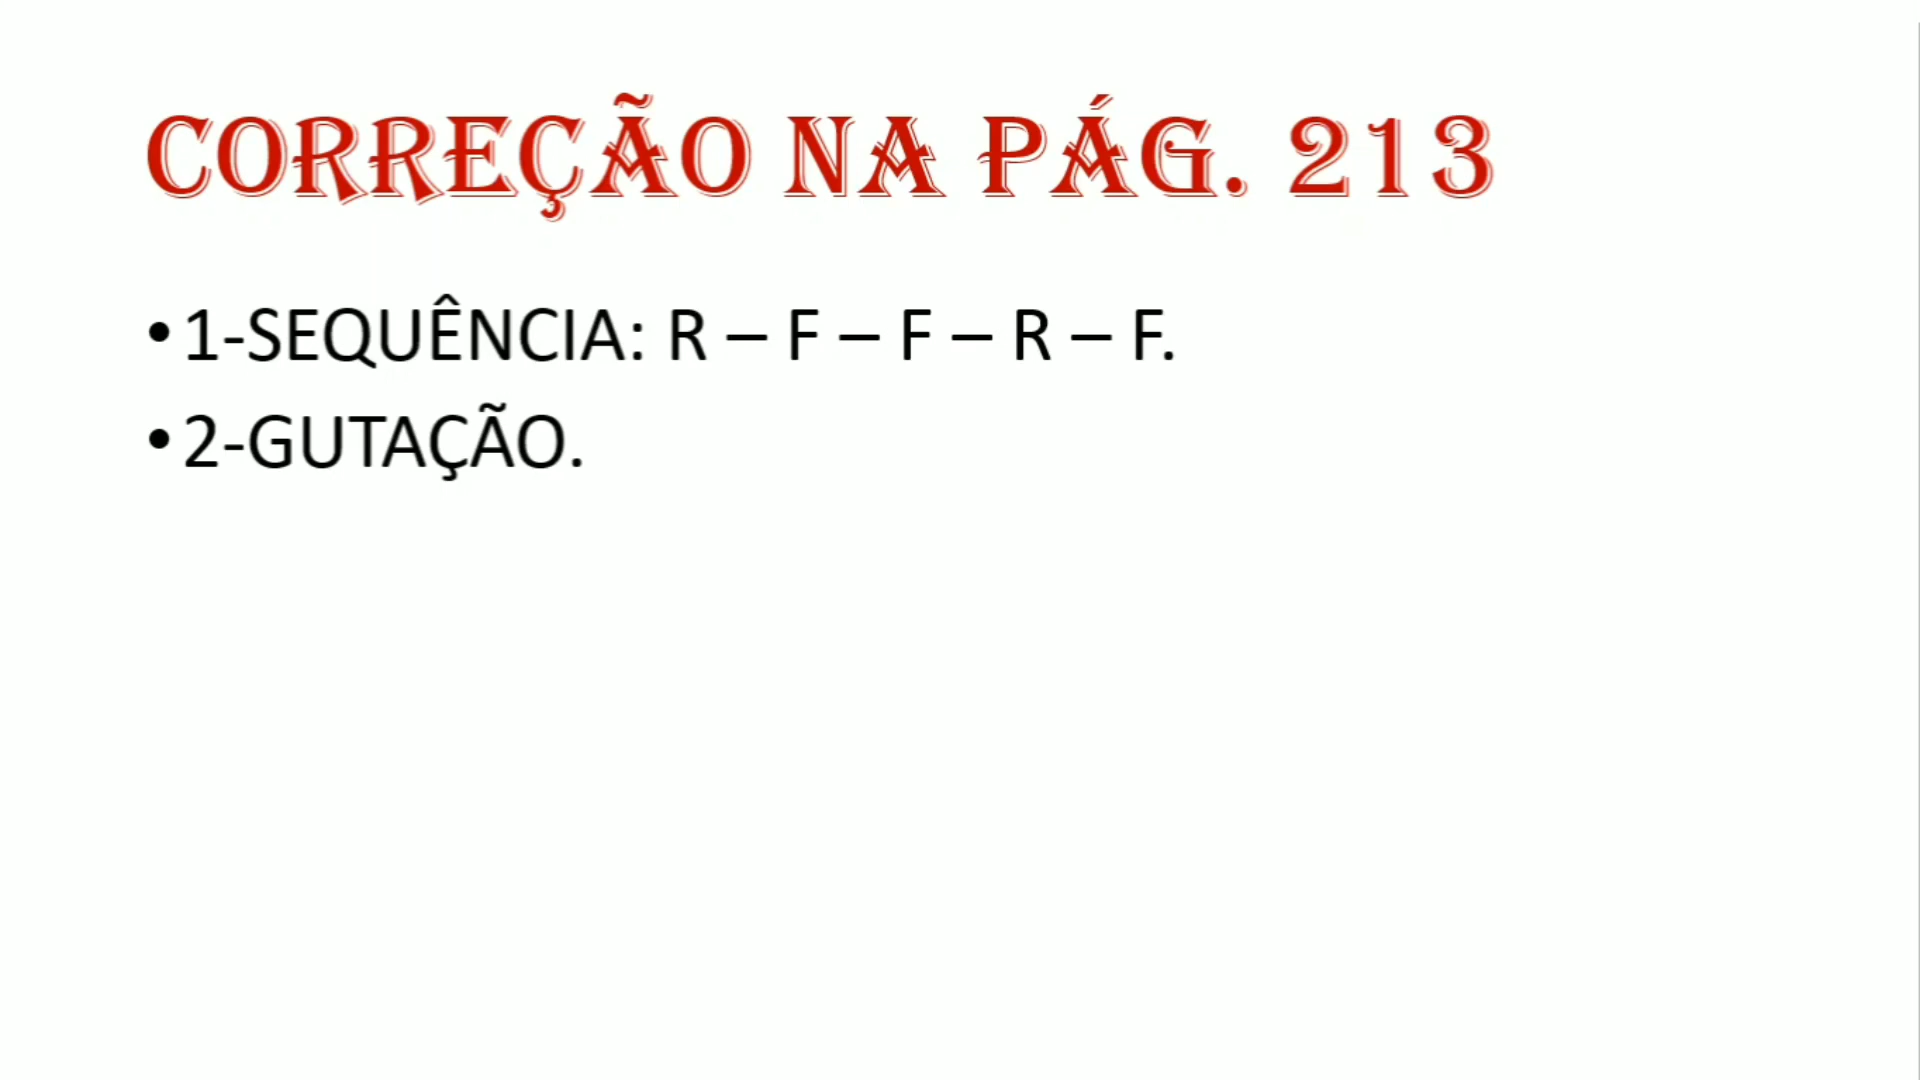 CORREÇÃO NA PÁG. 213
•1-SEQUÊNCIA: R – F – F – R – F.
•2-GUTAÇÃO.